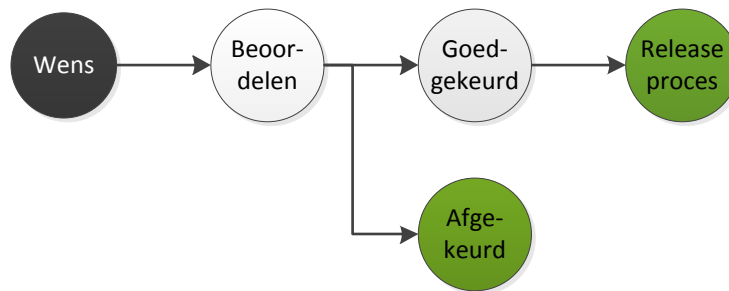 Wens
Beoor-
delen
Goed-
gekeurd
Release
proces
Afge-
keurd